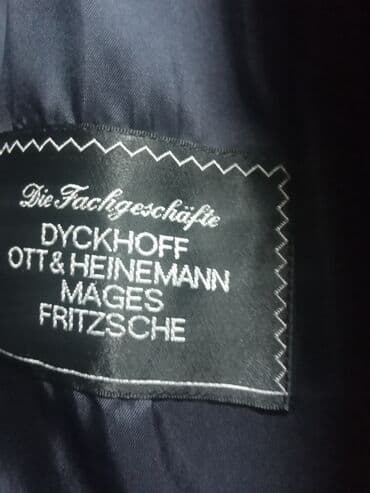 Die Fachgeschäfte
DYCKHOFF
OTT & HEINEMANN
MAGES
FRITZSCHE